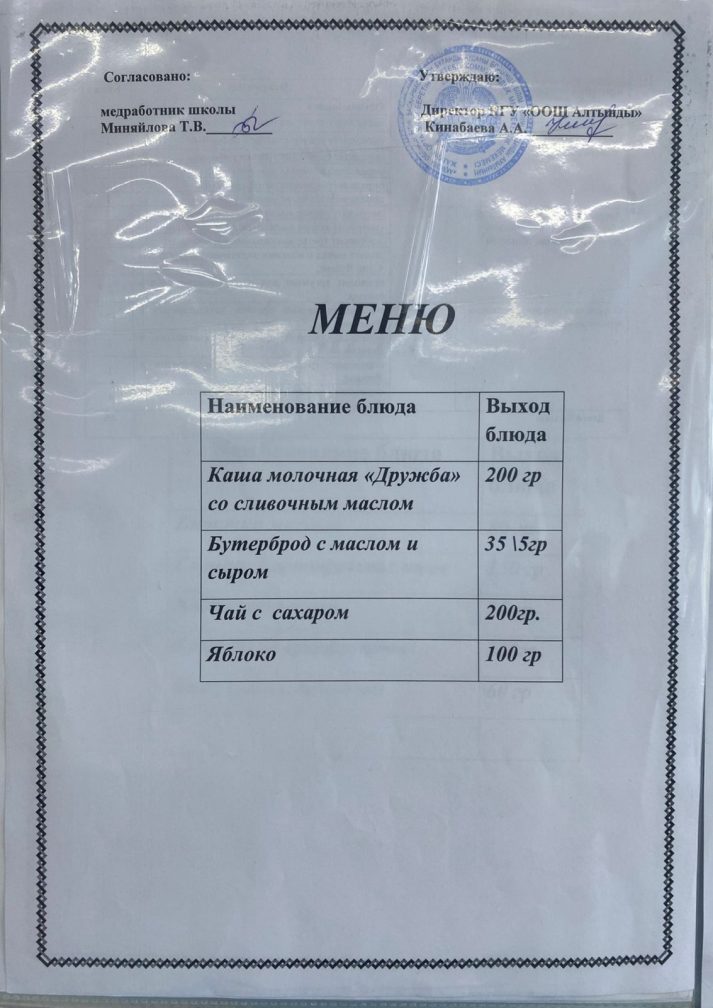 Согласовано:
Утверждаю:
медработник школы
Миняйлова Т.В.
Директор КГУ «ООШ Алтынды»
Кинабаева А.А.
МЕНЮ
Наименование блюда
Выход
блюда
Каша молочная «Дружба»
со сливочным маслом
200 гр
Бутерброд с маслом и
сыром
35 \5гр
Чай с сахаром
200гр.
Яблоко
100 гр